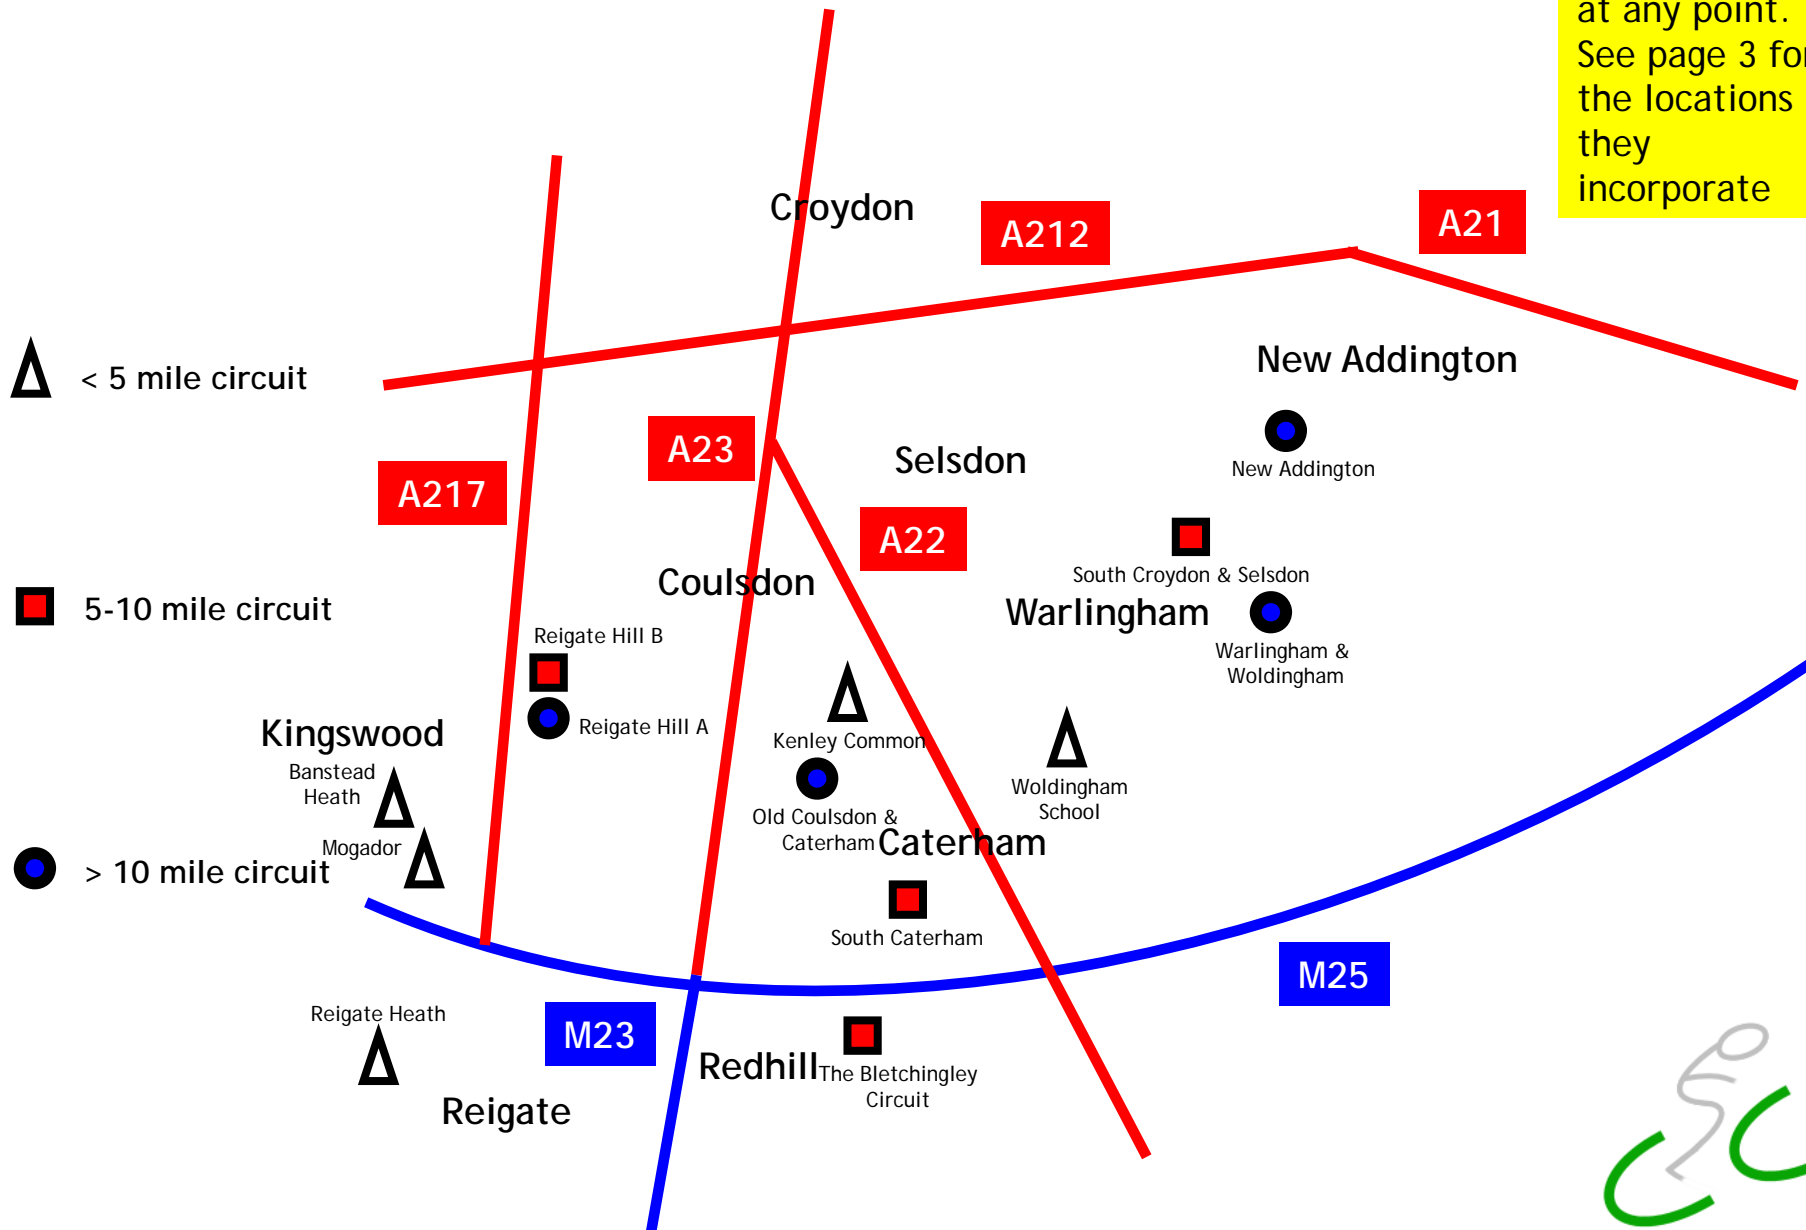 at any point.
See page 3 for
the locations
they
incorporate
Croydon
A212
A21
< 5 mile circuit
New Addington
A23
Selsdon
New Addington
A217
A22
Coulsdon
South Croydon & Selsdon
5-10 mile circuit
Warlingham
Reigate Hill B
Warlingham &
Woldingham
Kingswood
Reigate Hill A
Kenley Common
Banstead
Heath
Woldingham
School
Old Coulsdon &
Caterham
Caterham
Mogador
> 10 mile circuit
South Caterham
M25
Reigate Heath
M23
Redhill
The Bletchingley
Circuit
Reigate